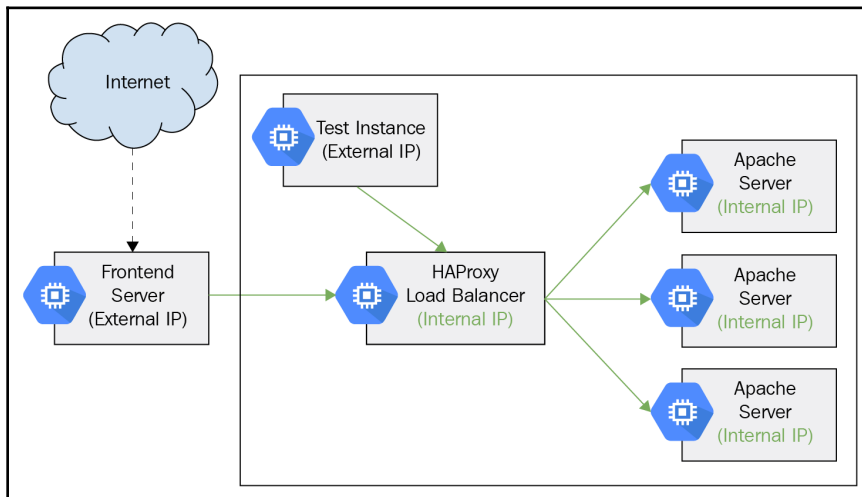 Internet
Test Instance
(External IP)
Apache
Server
(Internal IP)
Frontend
Server
(External IP)
HAProxy
Load Balancer
(Internal IP)
Apache
Server
(Internal IP)
Apache
Server
(Internal IP)